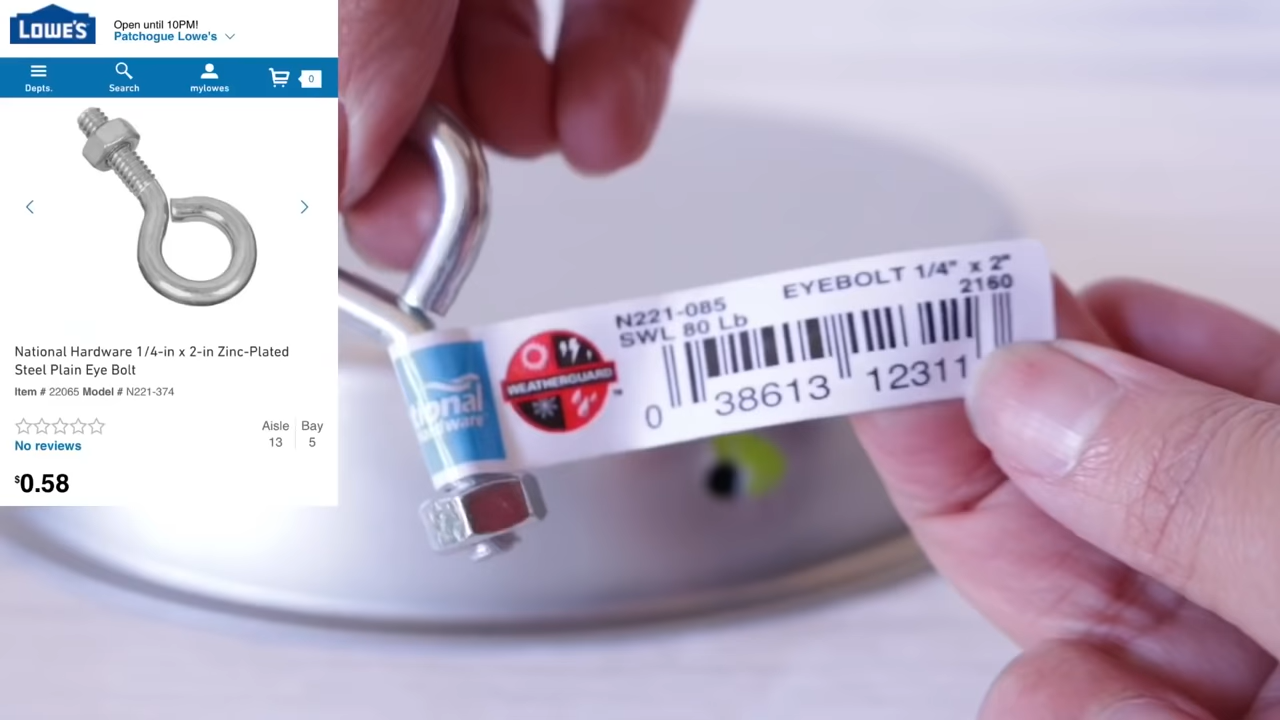 LOWE'S
Open until 10PM!
Patchogue Lowe's
Depts.
Search
mylowes
0
National Hardware 1/4-in x 2-in Zinc-Plated
Steel Plain Eye Bolt
Item # 22065 Model # N221-374
No reviews
Aisle
13
Bay
5
$0.58
EYEBOLT 1/4" x 2"
2160
N221-085
SWL 80 Lb
WEATHERGUARD™
0 38613 12311